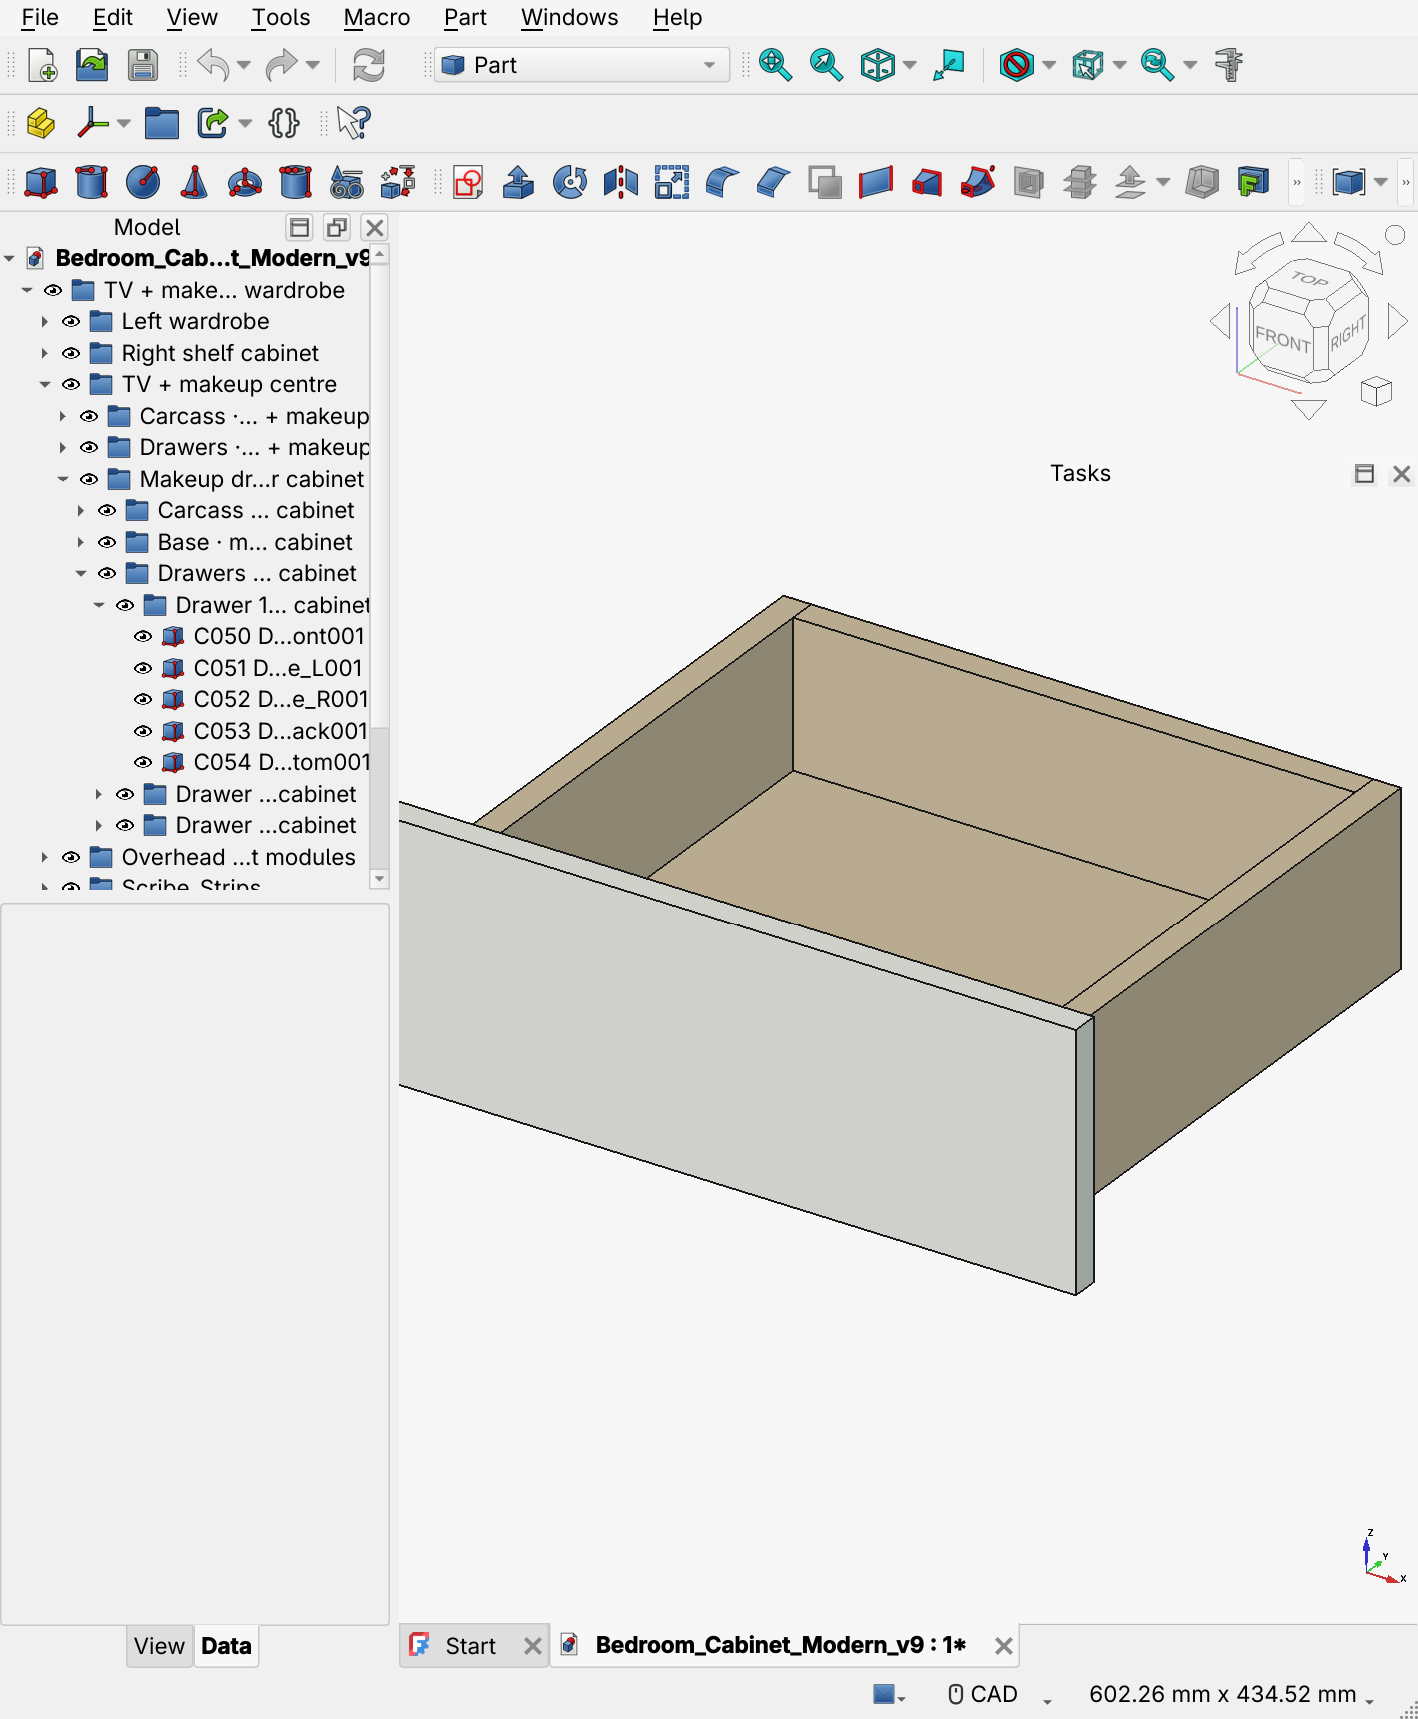 File Edit View Tools Macro Part Windows Help
Part
Model
Bedroom_Cab...t_Modern_v9
TV + make... wardrobe
Left wardrobe
Right shelf cabinet
TV + makeup centre
Carcass ·... + makeup
Drawers ·... + makeup
Makeup dr...r cabinet
Carcass ... cabinet
Base · m... cabinet
Drawers ... cabinet
Drawer 1... cabinet
C050 D...ont001
C051 D...e_L001
C052 D...e_R001
C053 D...ack001
C054 D...tom001
Drawer ...cabinet
Drawer ...cabinet
Overhead ...t modules
Scribe_Strips
TOP
FRONT
RIGHT
Tasks
Z
Y
X
View Data
Start
Bedroom_Cabinet_Modern_v9 : 1*
CAD
602.26 mm x 434.52 mm